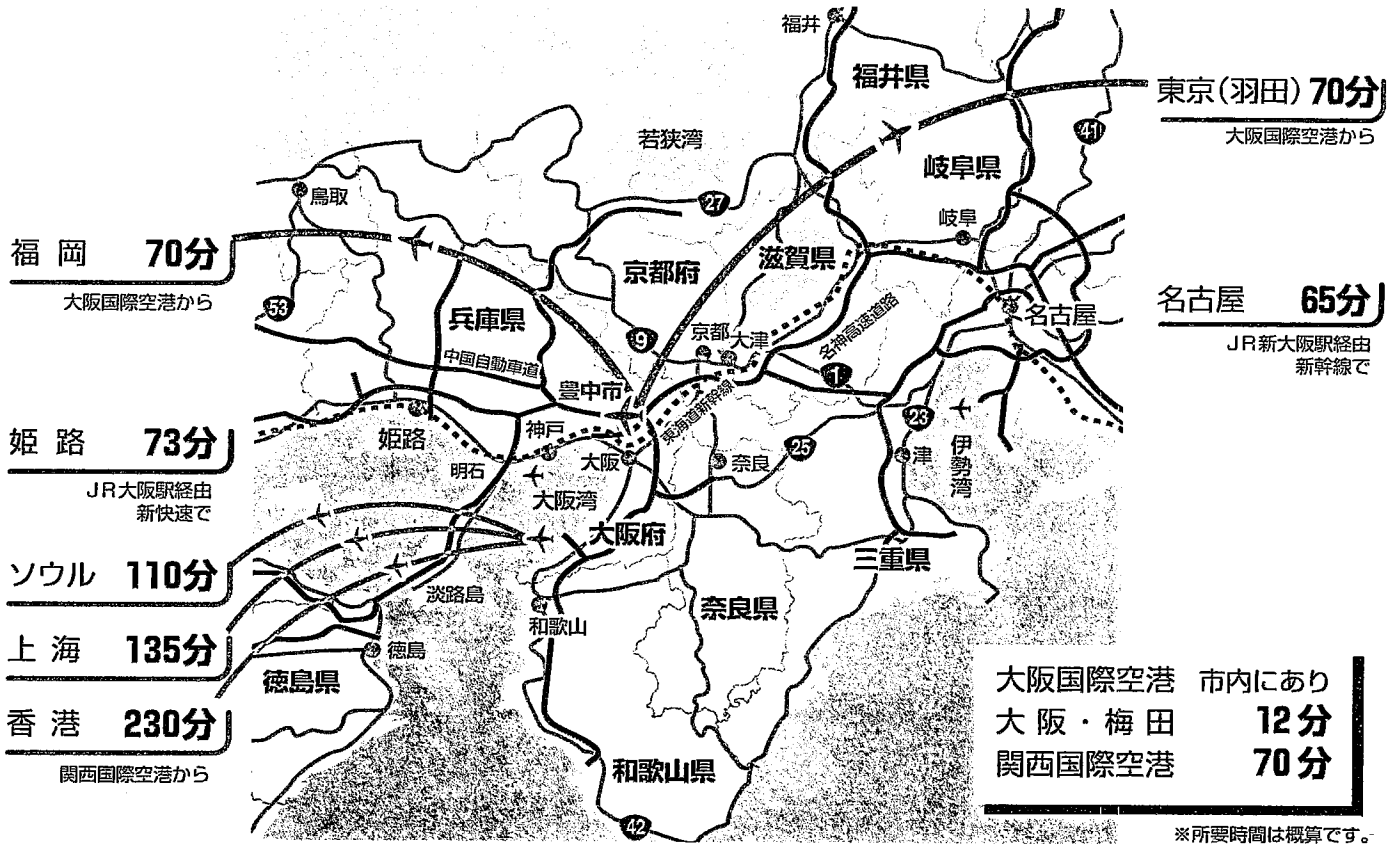 福井
福井県
東京(羽田) 70分
大阪国際空港から
41
若狭湾
岐阜県
鳥取
27
岐阜
福岡 70分
大阪国際空港から
京都府
滋賀県
53
兵庫県
9
京都
大津
名神高速道路
名古屋
名古屋 65分
JR新大阪駅経由
新幹線で
中国自動車道
豊中市
1
東海道新幹線
23
姫路 73分
JR大阪駅経由
新快速で
姫路
神戸
明石
大阪
奈良
25
津
伊勢湾
大阪湾
大阪府
三重県
ソウル 110分
淡路島
奈良県
和歌山
上海 135分
徳島
徳島県
香港 230分
関西国際空港から
和歌山県
42
大阪国際空港 市内にあり
大阪・梅田 12分
関西国際空港 70分
※所要時間は概算です。